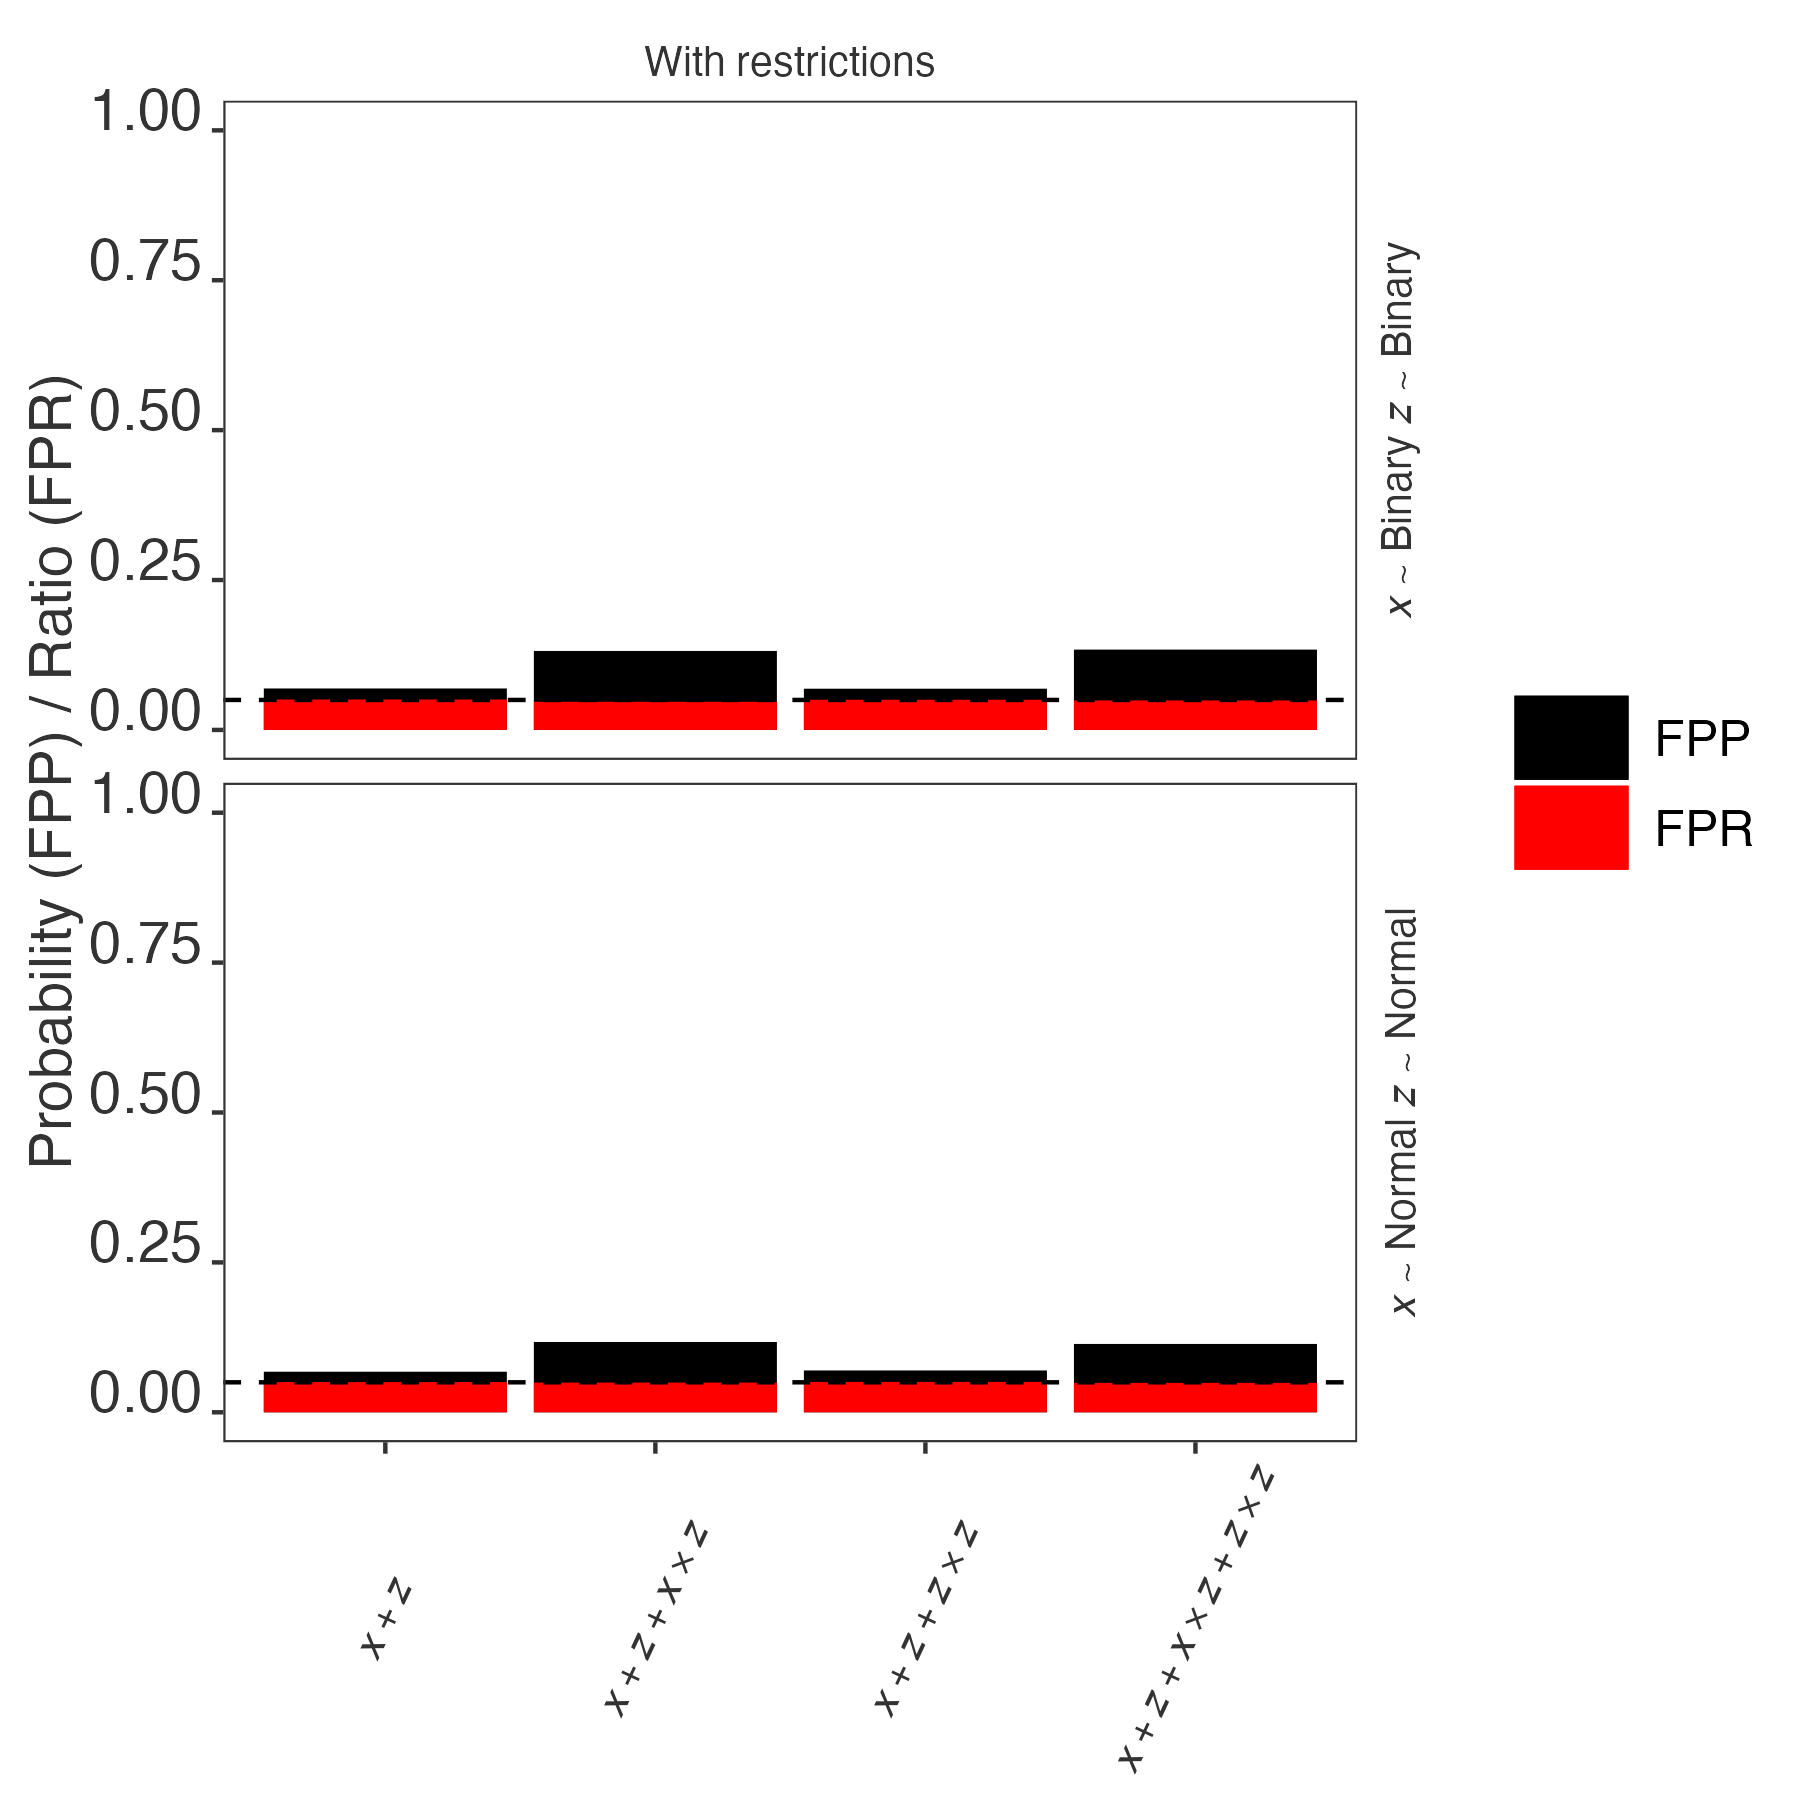 With restrictions
Probability (FPP) / Ratio (FPR)
1.00
0.75
0.50
0.25
0.00
x ~ Binary z ~ Binary
1.00
0.75
0.50
0.25
0.00
x ~ Normal z ~ Normal
x + z
x + z + x × z
x + z + z × z
x + z + x × z + z × z
FPP
FPR